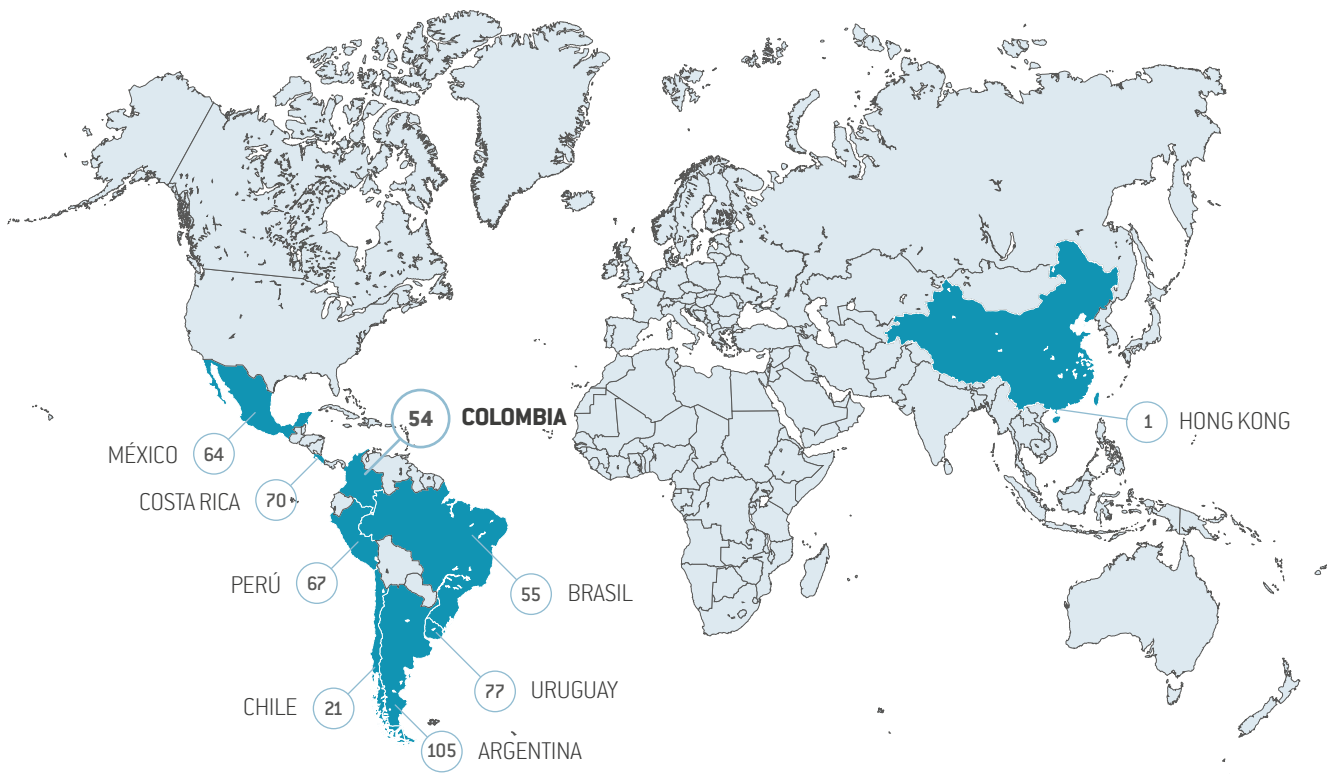 54 COLOMBIA
1 HONG KONG
MÉXICO 64
COSTA RICA 70
PERÚ 67
55 BRASIL
77 URUGUAY
CHILE 21
105 ARGENTINA